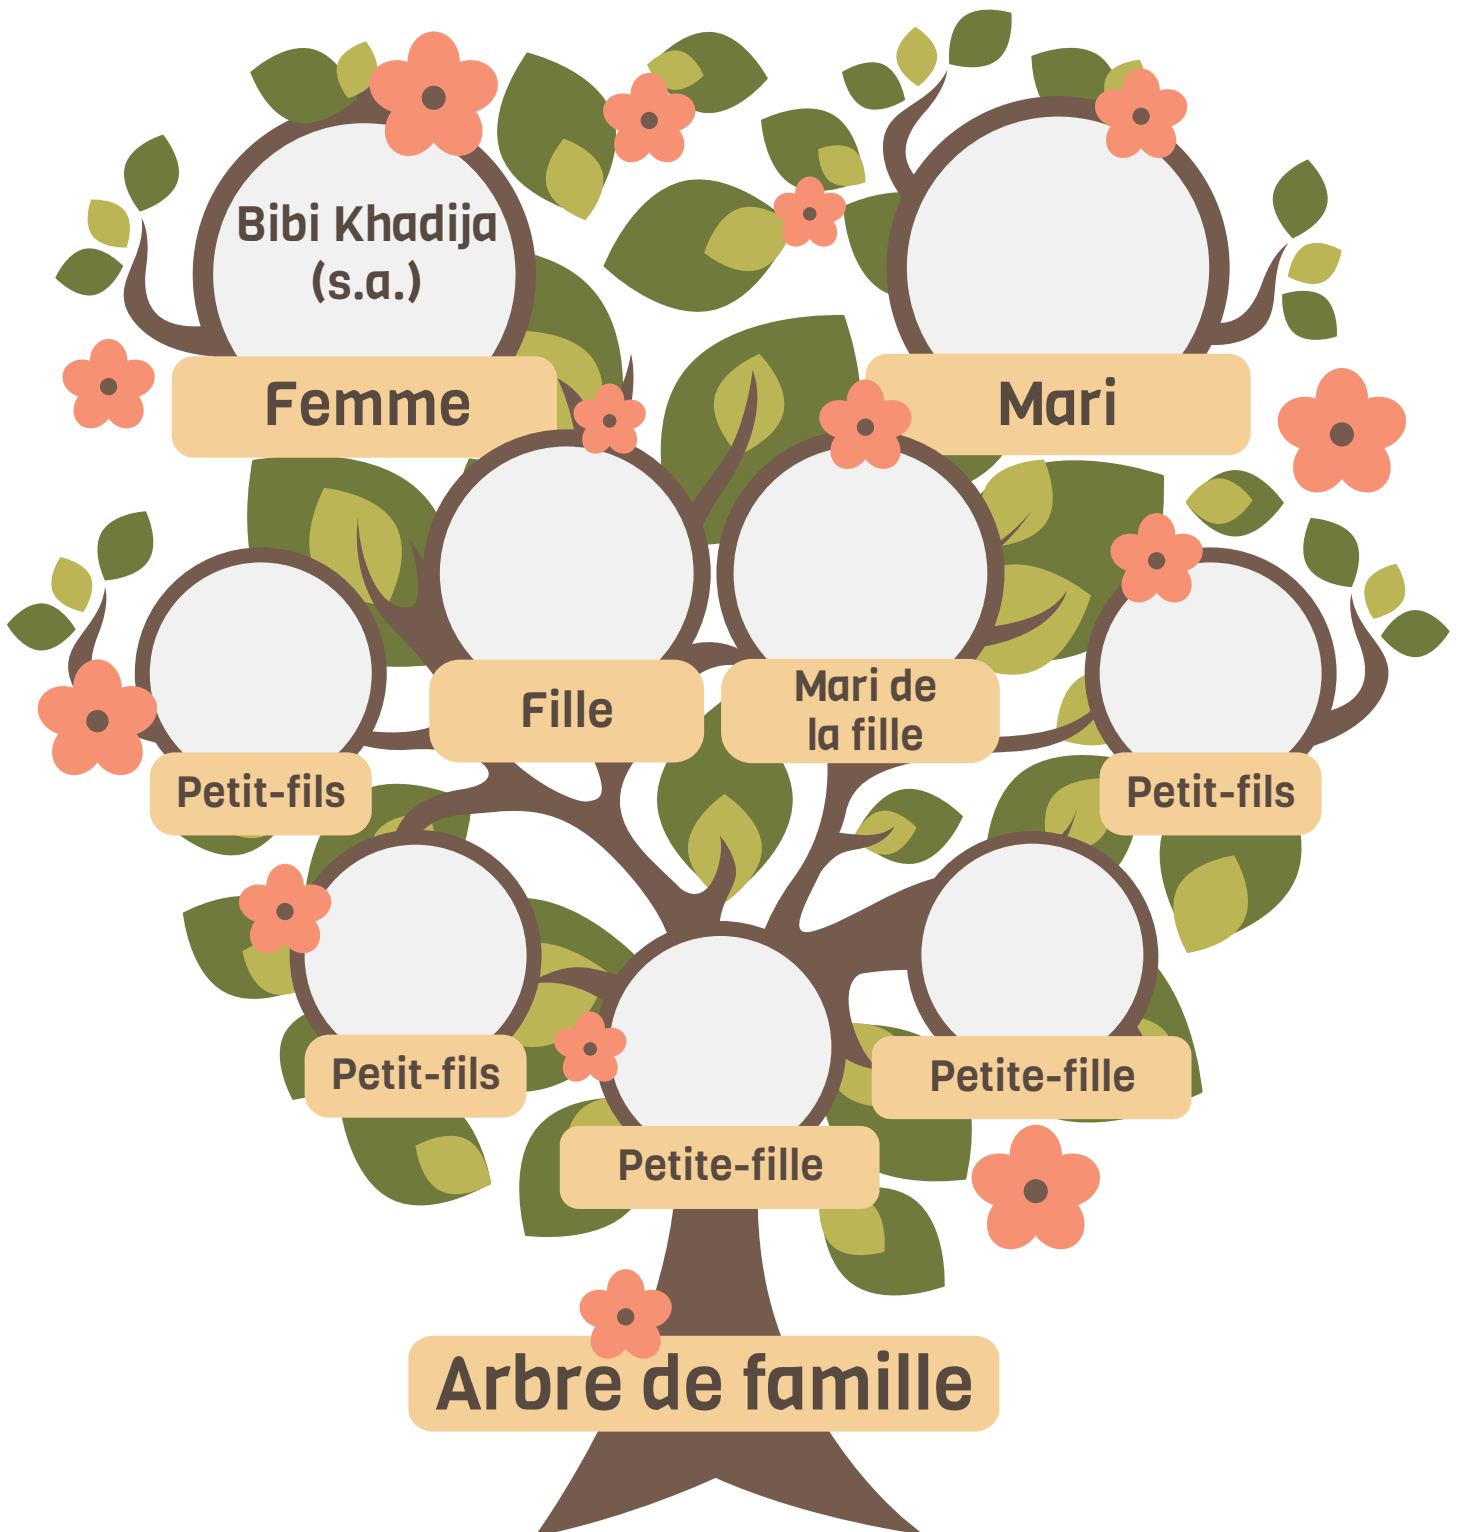 Bibi Khadija
(s.a.)
Femme
Mari
Fille
Mari de
la fille
Petit-fils
Petit-fils
Petit-fils
Petite-fille
Petite-fille
Arbre de famille